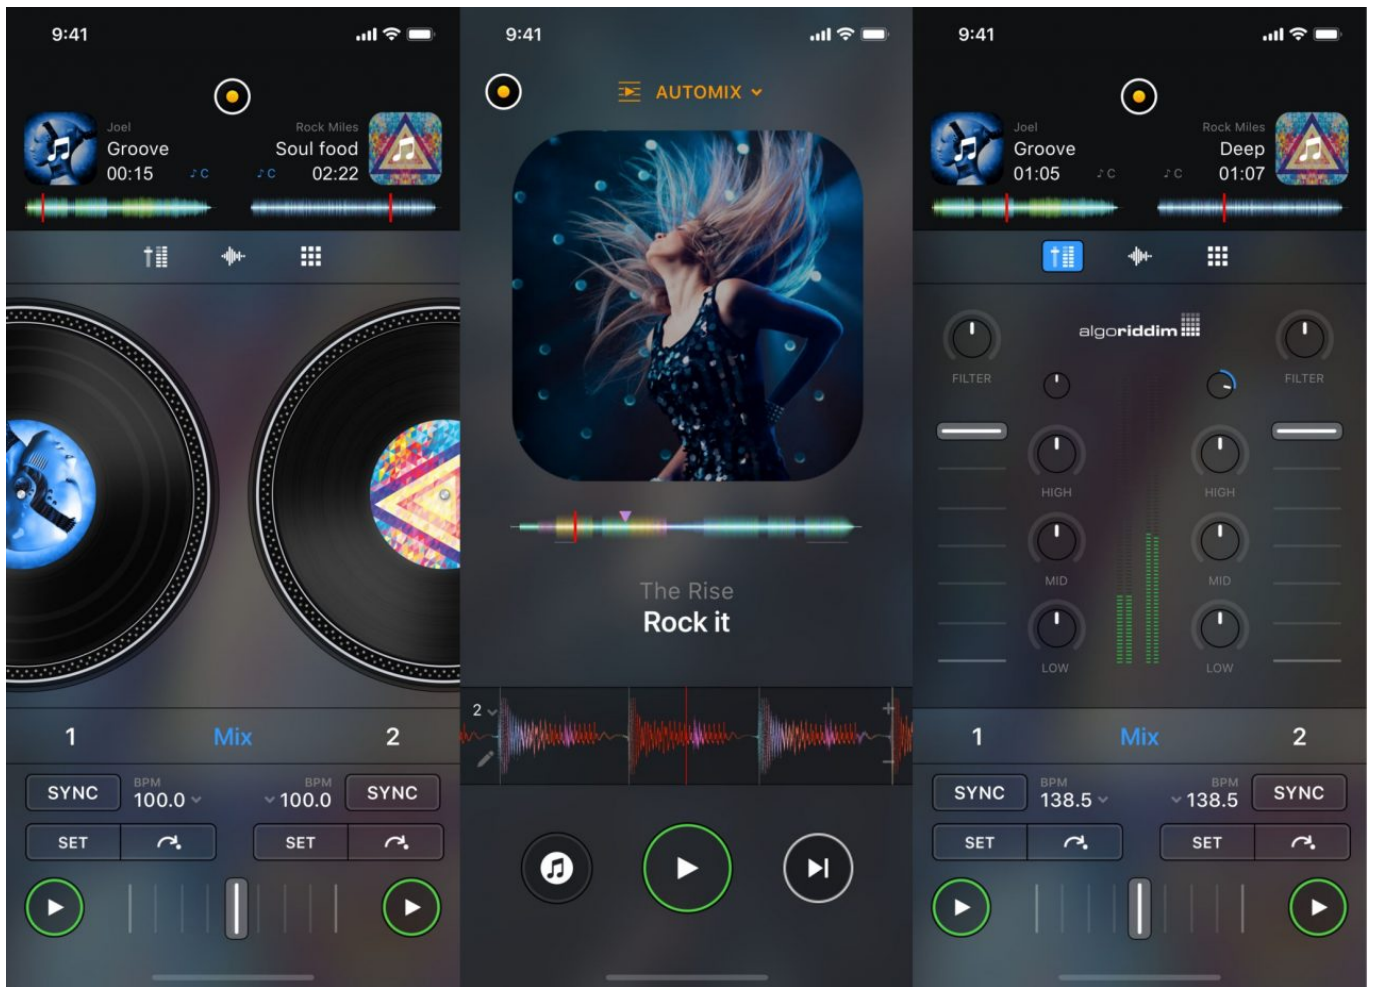 9:41
Joel
Groove
00:15
♪ C
Rock Miles
Soul food
♪ C
02:22
1
Mix
2
SYNC
BPM
100.0
BPM
100.0
SYNC
SET
SET
9:41
AUTOMIX
The Rise
Rock it
2
9:41
Joel
Groove
01:05
♪ C
Rock Miles
Deep
♪ C
01:07
algoriddim
FILTER
FILTER
HIGH
HIGH
MID
MID
LOW
LOW
1
Mix
2
SYNC
BPM
138.5
BPM
138.5
SYNC
SET
SET